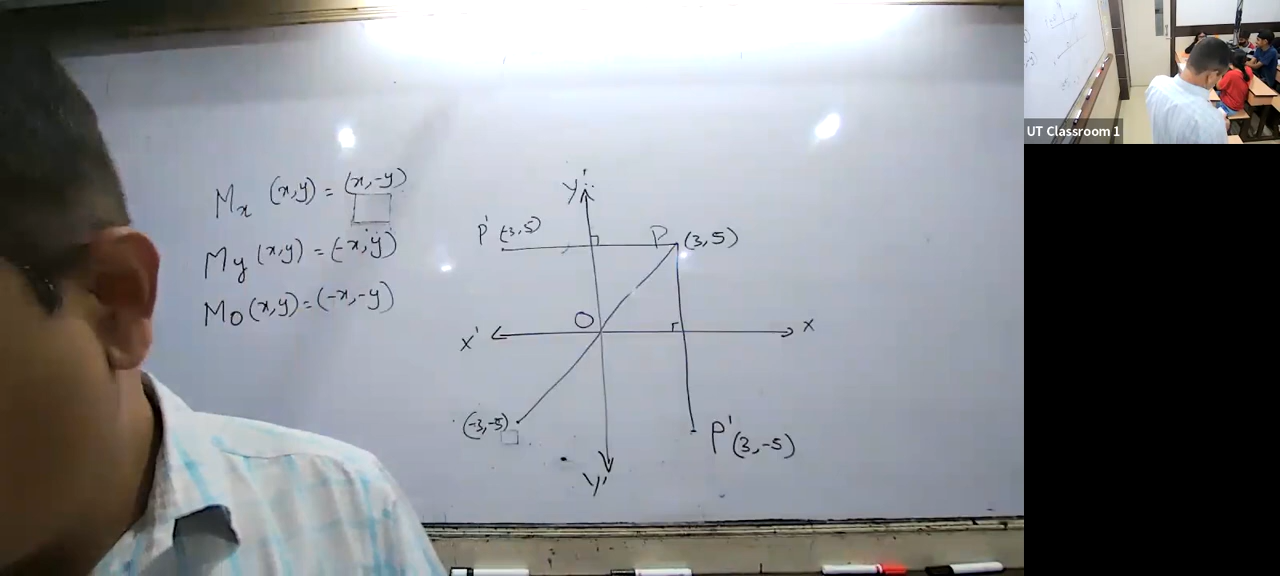 Mx (x,y) = (x,-y)
My (x,y) = (-x,y)
Mo (x,y) = (-x,-y)
y'
P' (-3,5)
P (3,5)
O
x'
x
(-3,-5)
P' (3,-5)
y'
UT Classroom 1